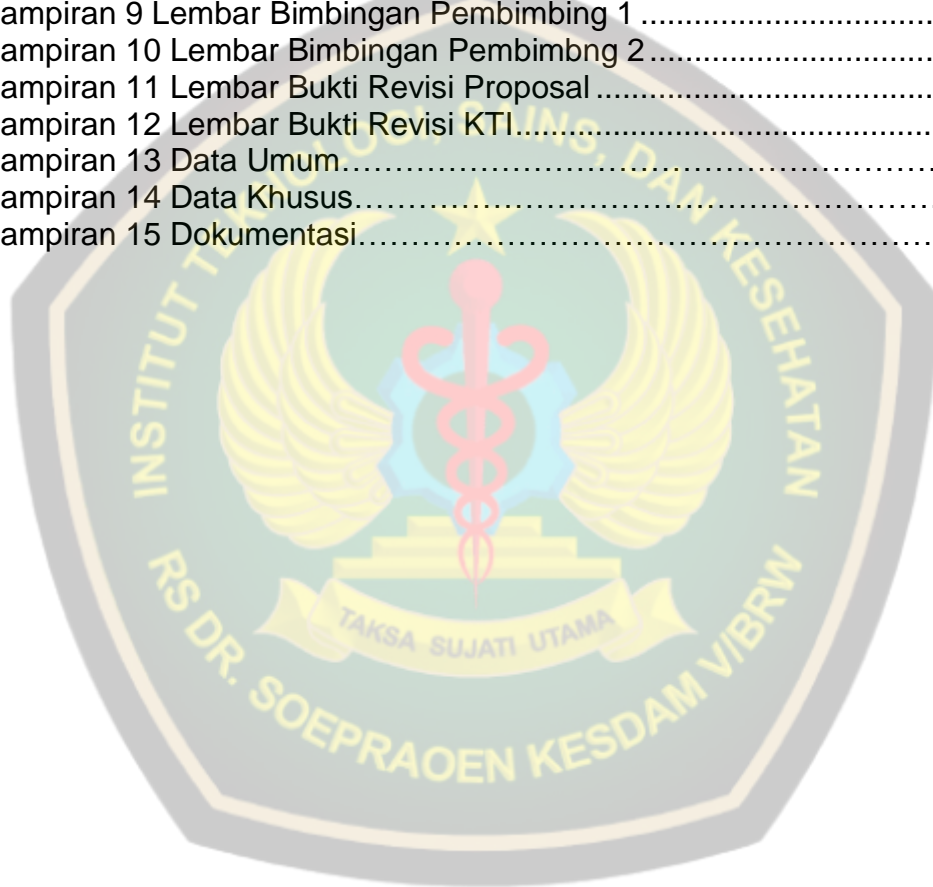 ampiran 9 Lembar Bimbingan Pembimbing 1 ....................................
ampiran 10 Lembar Bimbingan Pembimbng 2 ....................................
ampiran 11 Lembar Bukti Revisi Proposal ..........................................
ampiran 12 Lembar Bukti Revisi KTI....................................................
ampiran 13 Data Umum……………………………………………………
ampiran 14 Data Khusus……………………………………………………
ampiran 15 Dokumentasi……………………………………………………
INSTITUT TEKNOLOGI, SAINS, DAN KESEHATAN
TAKSA SUJATI UTAMA
RS DR. SOEPRAOEN KESDAM V/BRW